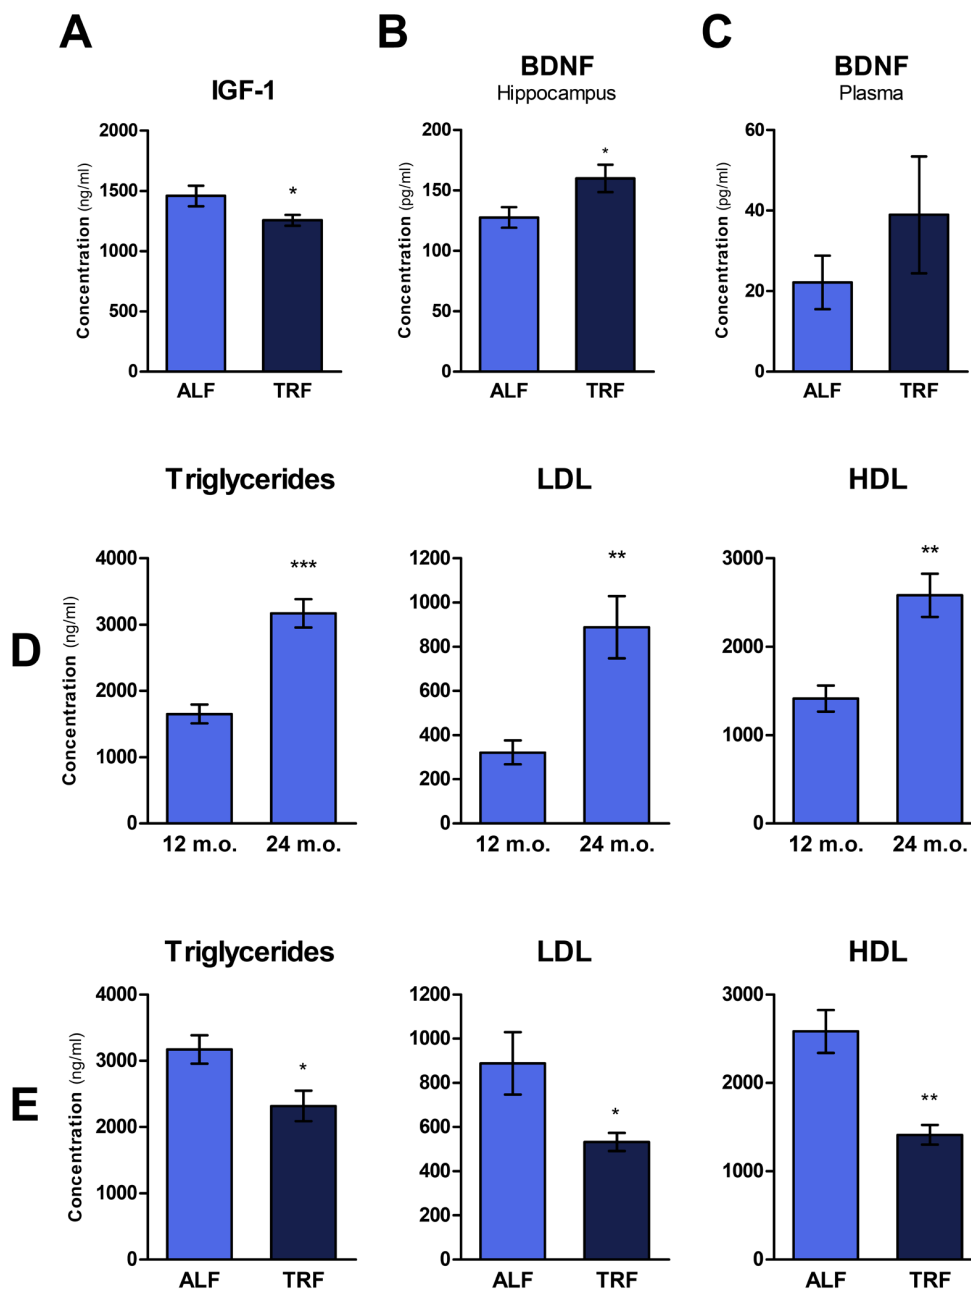 A
B
C
IGF-1
BDNF
Hippocampus
BDNF
Plasma
Concentration (ng/ml)
2000
1500
1000
500
0
*
ALF TRF
Concentration (pg/ml)
200
150
100
50
0
*
ALF TRF
Concentration (pg/ml)
60
40
20
0
ALF TRF
D
Triglycerides
Concentration (ng/ml)
4000
3000
2000
1000
0
***
12 m.o. 24 m.o.
LDL
1200
1000
800
600
400
200
0
**
12 m.o. 24 m.o.
HDL
3000
2000
1000
0
**
12 m.o. 24 m.o.
E
Triglycerides
Concentration (ng/ml)
4000
3000
2000
1000
0
*
ALF TRF
LDL
1200
1000
800
600
400
200
0
*
ALF TRF
HDL
3000
2000
1000
0
**
ALF TRF